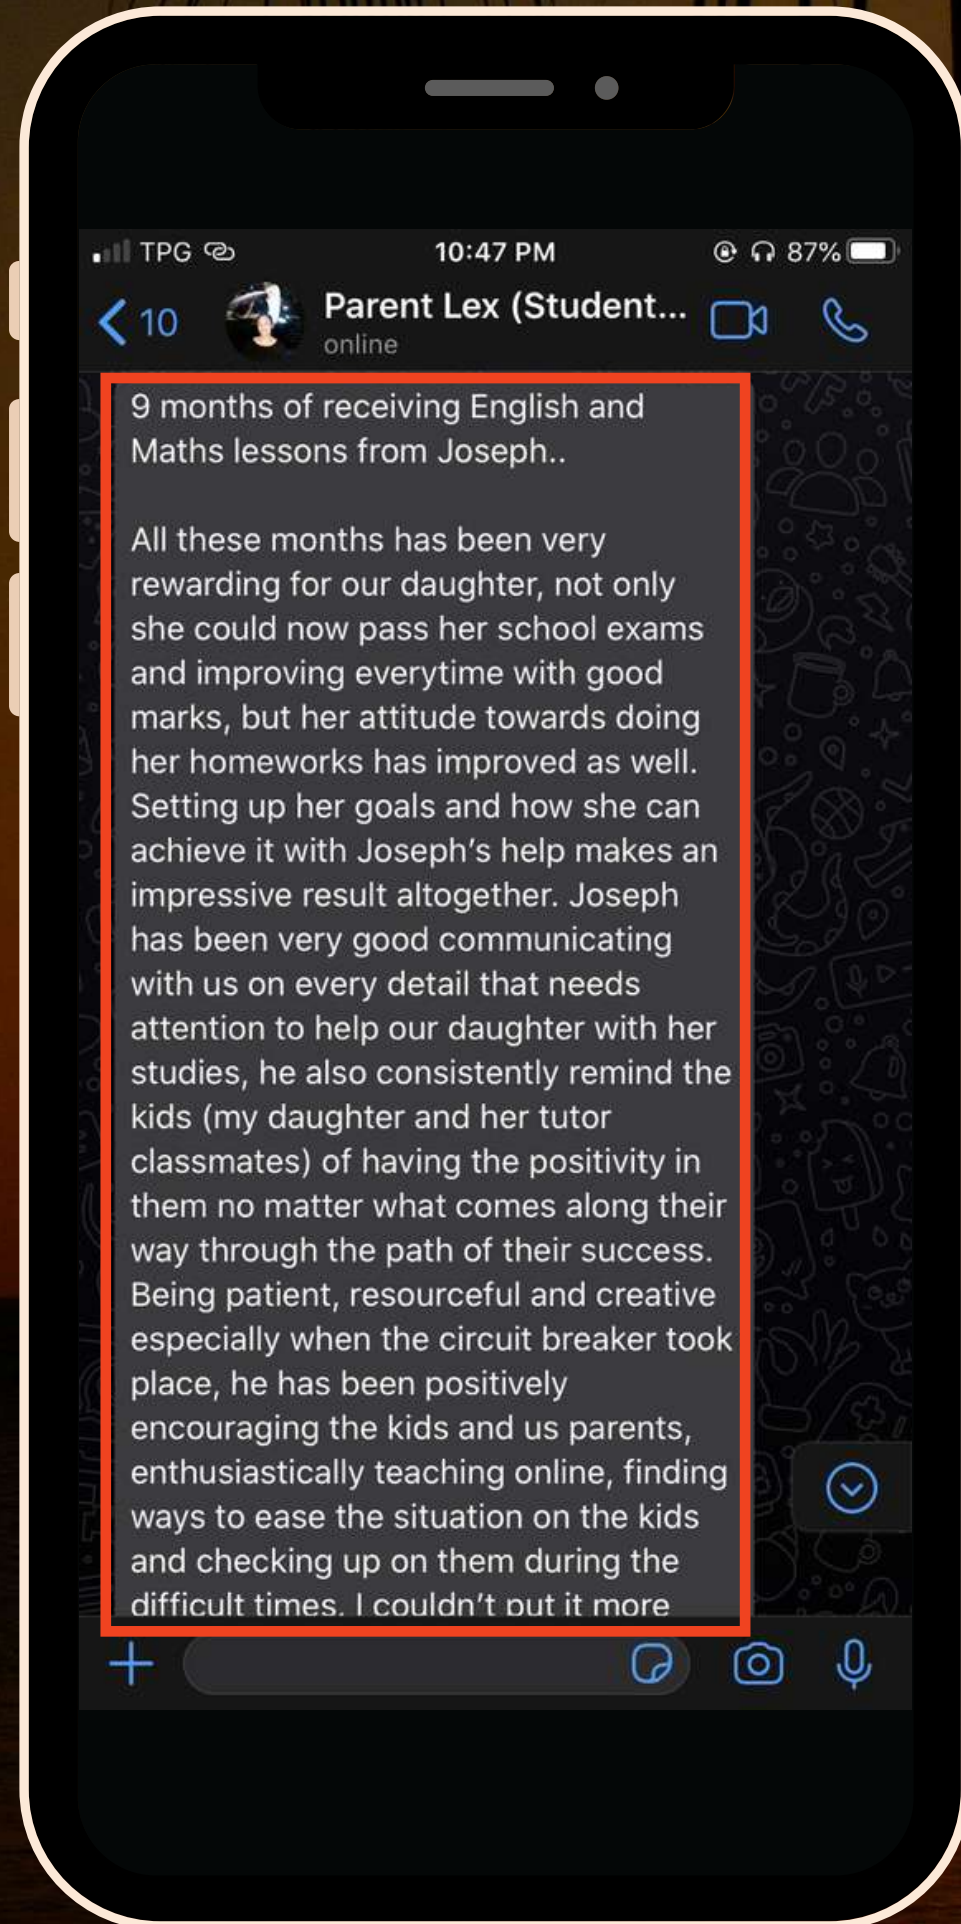 TPG
10:47 PM
87%
10
Parent Lex (Student...
online
9 months of receiving English and
Maths lessons from Joseph..
All these months has been very
rewarding for our daughter, not only
she could now pass her school exams
and improving everytime with good
marks, but her attitude towards doing
her homeworks has improved as well.
Setting up her goals and how she can
achieve it with Joseph's help makes an
impressive result altogether. Joseph
has been very good communicating
with us on every detail that needs
attention to help our daughter with her
studies, he also consistently remind the
kids (my daughter and her tutor
classmates) of having the positivity in
them no matter what comes along their
way through the path of their success.
Being patient, resourceful and creative
especially when the circuit breaker took
place, he has been positively
encouraging the kids and us parents,
enthusiastically teaching online, finding
ways to ease the situation on the kids
and checking up on them during the
difficult times. I couldn't put it more